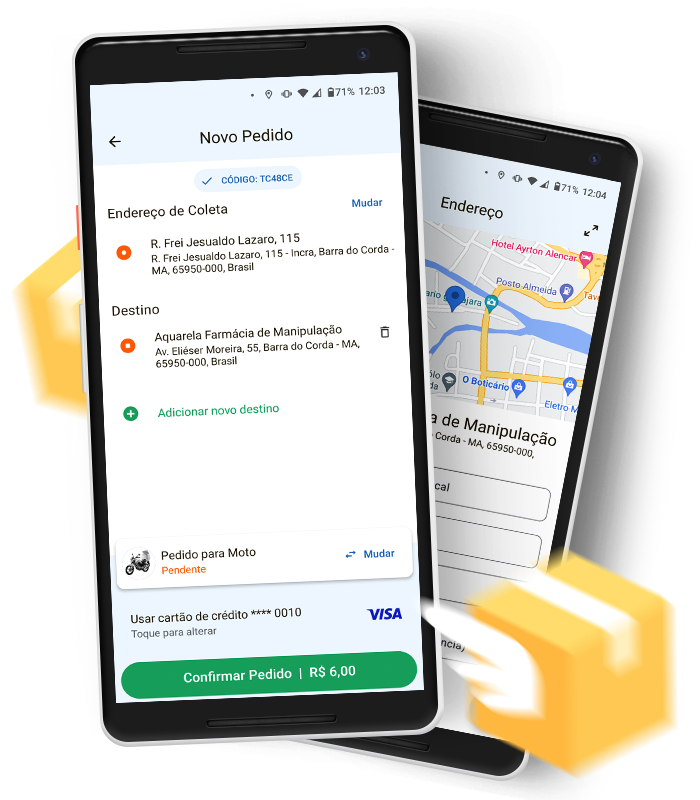 71% 12:03
Novo Pedido
CÓDIGO: TC48CE
Endereço de Coleta
Mudar
R. Frei Jesualdo Lazaro, 115
R. Frei Jesualdo Lazaro, 115 - Incra, Barra do Corda -
MA, 65950-000, Brasil
Destino
Aquarela Farmácia de Manipulação
Av. Eliéser Moreira, 55, Barra do Corda - MA,
65950-000, Brasil
Adicionar novo destino
Pedido para Moto
Pendente
Mudar
Usar cartão de crédito **** 0010
Toque para alterar
VISA
Confirmar Pedido | R$ 6,00
71% 12:04
Endereço
Hotel Ayrton Alencar
Posto Almeida
Tav
ajara
O Boticário
Eletro M
a de Manipulação
Corda - MA, 65950-000,
cal